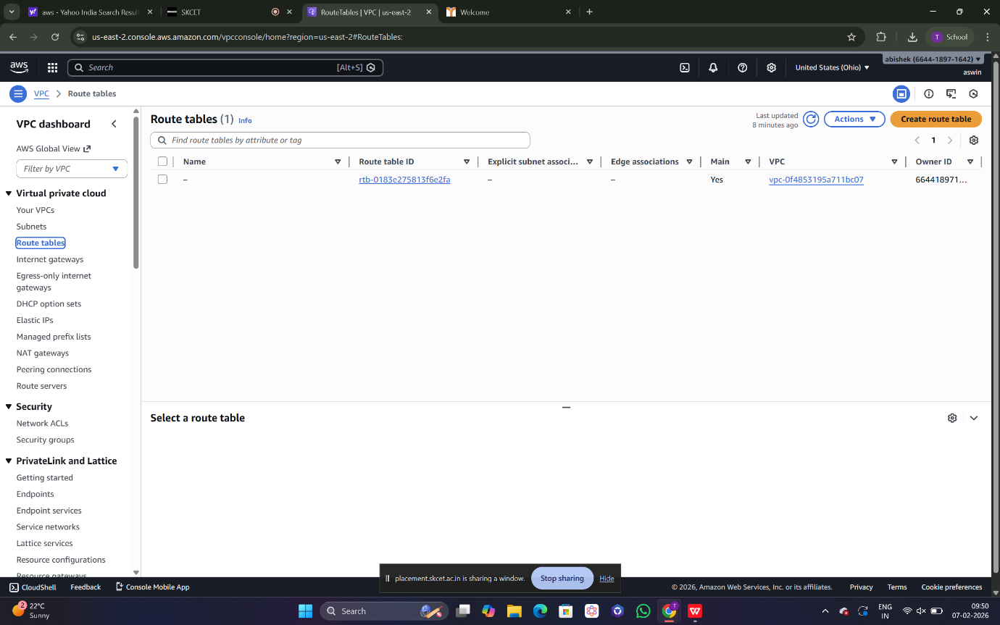 aws - Yahoo India Search Resul
SKCET
RouteTables | VPC | us-east-2
Welcome
us-east-2.console.aws.amazon.com/vpcconsole/home?region=us-east-2#RouteTables:
T School
aws
Search [Alt+S]
United States (Ohio)
abishek (6644-1897-1642)
aswin
VPC > Route tables
VPC dashboard
AWS Global View
Filter by VPC
Virtual private cloud
Your VPCs
Subnets
Route tables
Internet gateways
Egress-only internet
gateways
DHCP option sets
Elastic IPs
Managed prefix lists
NAT gateways
Peering connections
Route servers
Security
Network ACLs
Security groups
PrivateLink and Lattice
Getting started
Endpoints
Endpoint services
Service networks
Lattice services
Resource configurations
Resource gateways
Route tables (1) Info
Last updated
8 minutes ago
Actions
Create route table
Find route tables by attribute or tag
1
Name Route table ID Explicit subnet associ... Edge associations Main VPC Owner ID
– rtb-0183e275813f6e2fa – – Yes vpc-0f4853195a711bc07 664418971...
Select a route table
placement.skcet.ac.in is sharing a window. Stop sharing Hide
CloudShell Feedback Console Mobile App
© 2026, Amazon Web Services, Inc. or its affiliates. Privacy Terms Cookie preferences
2
22°C
Sunny
Search
T
ENG
IN
09:50
07-02-2026